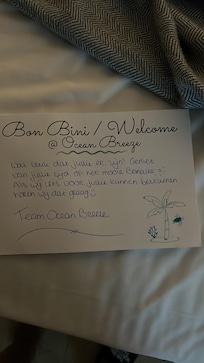 Bon Bini / Welcome
@ Ocean Breeze
Wat leuk dat jullie er zijn! Geniet
van jullie tijd op het mooie Bonaire
Als wij iets voor jullie kunnen betekenen
horen wij dat graag!
Team Ocean Breeze